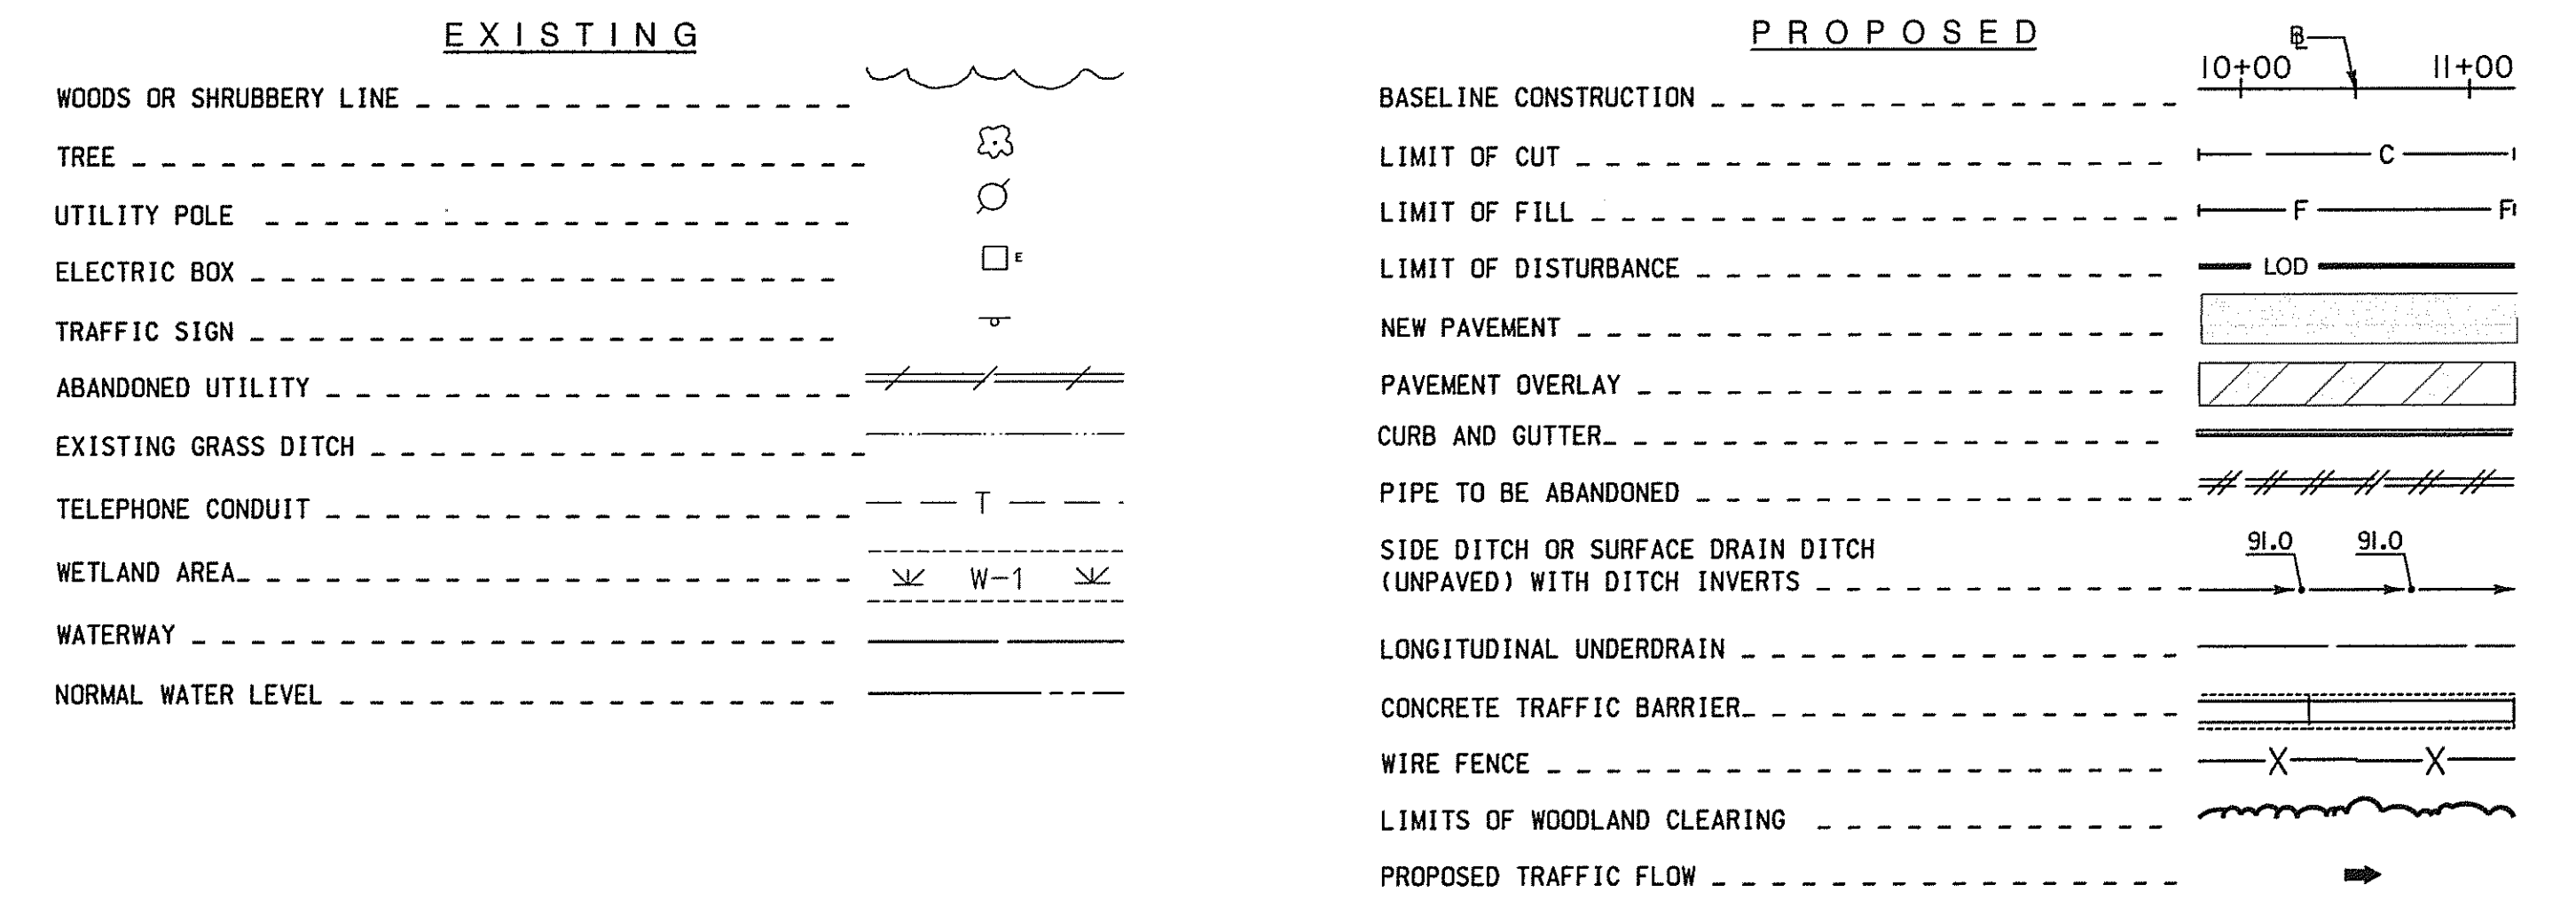 EXISTING
WOODS OR SHRUBBERY LINE
TREE
UTILITY POLE
ELECTRIC BOX
E
TRAFFIC SIGN
ABANDONED UTILITY
EXISTING GRASS DITCH
TELEPHONE CONDUIT
T
WETLAND AREA
W-1
WATERWAY
NORMAL WATER LEVEL
PROPOSED
BL
10+00 11+00
BASELINE CONSTRUCTION
LIMIT OF CUT
C
LIMIT OF FILL
F F
LIMIT OF DISTURBANCE
LOD
NEW PAVEMENT
PAVEMENT OVERLAY
CURB AND GUTTER
PIPE TO BE ABANDONED
SIDE DITCH OR SURFACE DRAIN DITCH
91.0 91.0
(UNPAVED) WITH DITCH INVERTS
LONGITUDINAL UNDERDRAIN
CONCRETE TRAFFIC BARRIER
WIRE FENCE
X X
LIMITS OF WOODLAND CLEARING
PROPOSED TRAFFIC FLOW